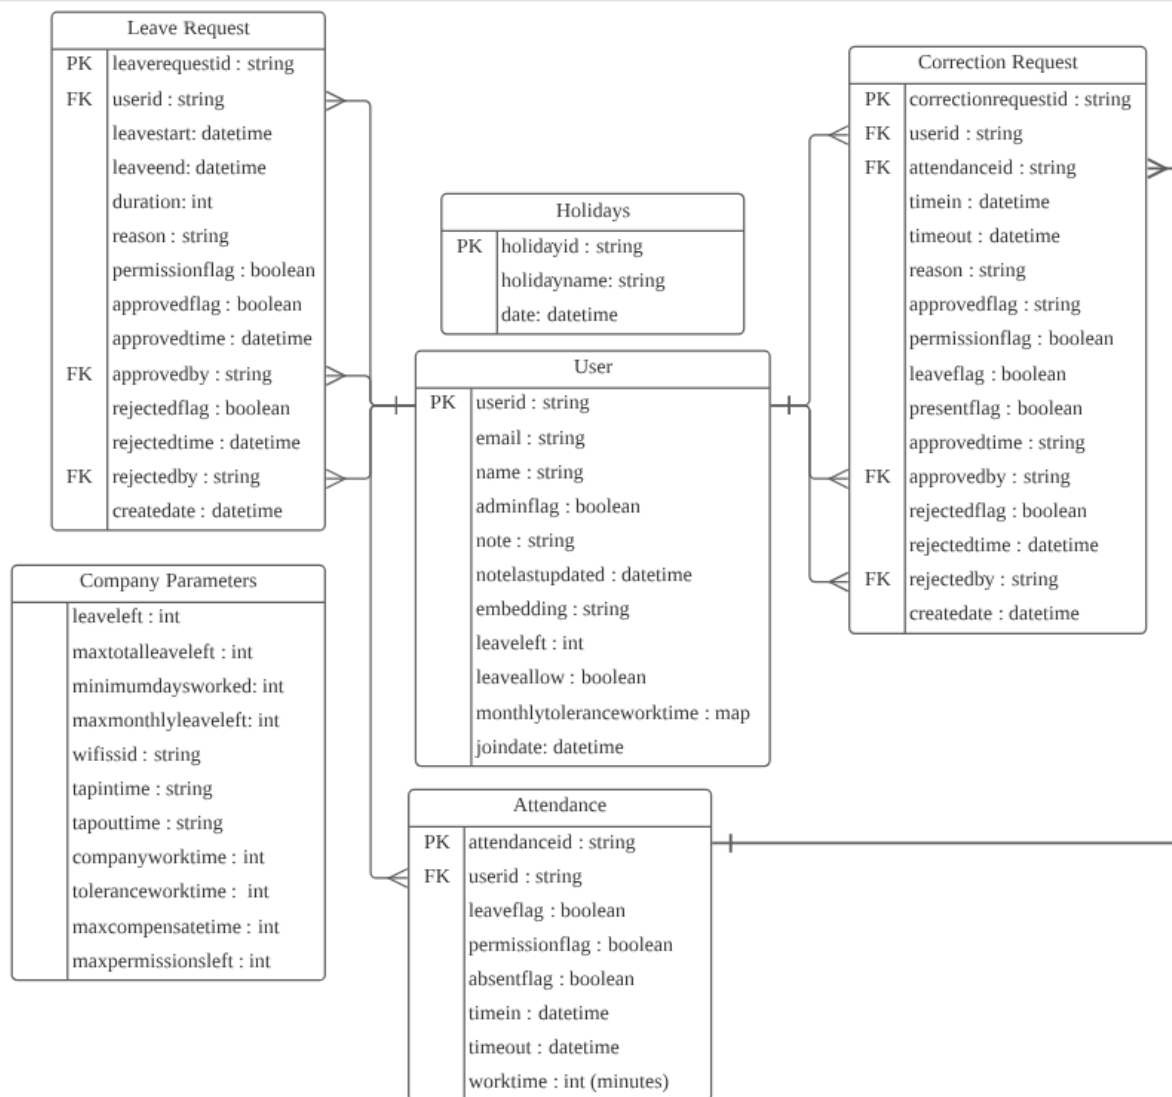 Leave Request
PK leaverequestid : string
FK userid : string
leavestart: datetime
leaveend: datetime
duration: int
reason : string
permissionflag : boolean
approvedflag : boolean
approvedtime : datetime
FK approvedby : string
rejectedflag : boolean
rejectedtime : datetime
FK rejectedby : string
createdate : datetime
Company Parameters
leaveleft : int
maxtotalleaveleft : int
minimumdaysworked: int
maxmonthlyleaveleft: int
wifissid : string
tapintime : string
tapouttime : string
companyworktime : int
toleranceworktime : int
maxcompensatetime : int
maxpermissionsleft : int
Holidays
PK holidayid : string
holidayname: string
date: datetime
User
PK userid : string
email : string
name : string
adminflag : boolean
note : string
notelastupdated : datetime
embedding : string
leaveleft : int
leaveallow : boolean
monthlytoleranceworktime : map
joindate: datetime
Attendance
PK attendanceid : string
FK userid : string
leaveflag : boolean
permissionflag : boolean
absentflag : boolean
timein : datetime
timeout : datetime
worktime : int (minutes)
Correction Request
PK correctionrequestid : string
FK userid : string
FK attendanceid : string
timein : datetime
timeout : datetime
reason : string
approvedflag : string
permissionflag : boolean
leaveflag : boolean
presentflag : boolean
approvedtime : string
FK approvedby : string
rejectedflag : boolean
rejectedtime : datetime
FK rejectedby : string
createdate : datetime